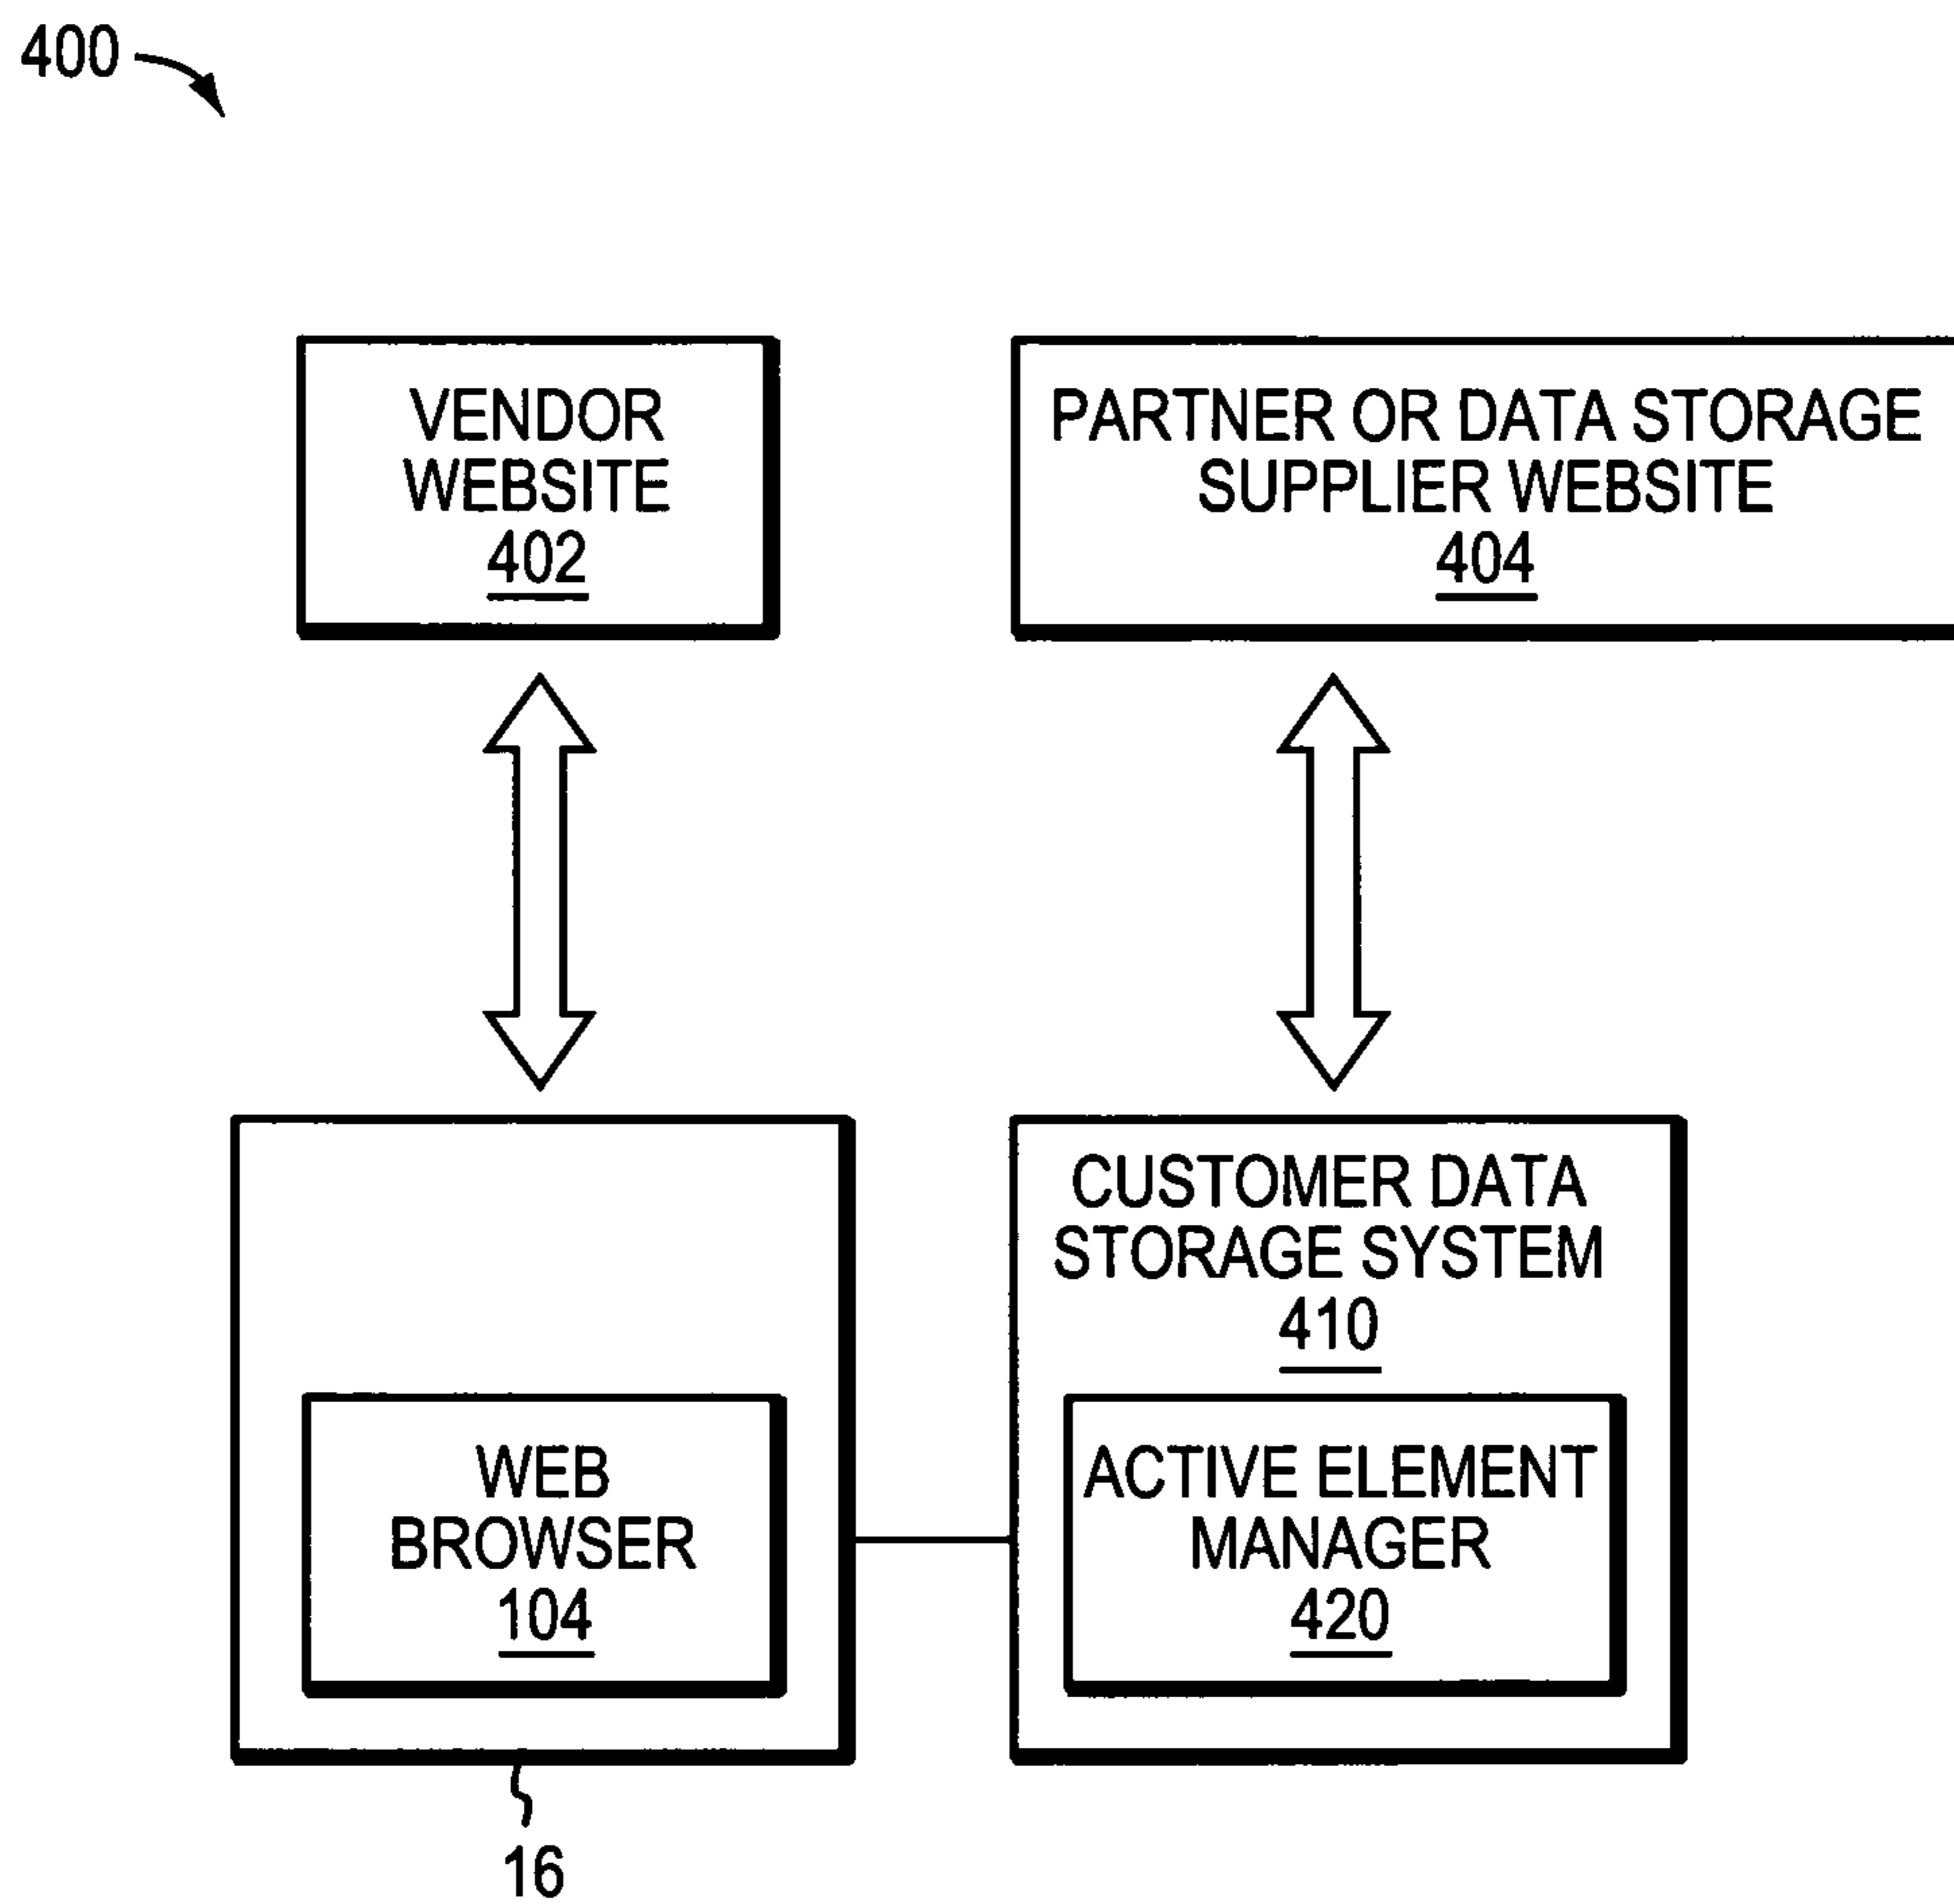 400
VENDOR
WEBSITE
402
PARTNER OR DATA STORAGE
SUPPLIER WEBSITE
404
CUSTOMER DATA
STORAGE SYSTEM
410
WEB
BROWSER
104
ACTIVE ELEMENT
MANAGER
420
16